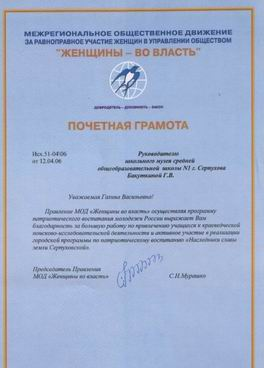 МЕЖРЕГИОНАЛЬНОЕ ОБЩЕСТВЕННОЕ ДВИЖЕНИЕ
ЗА РАВНОПРАВНОЕ УЧАСТИЕ ЖЕНЩИН В УПРАВЛЕНИИ ОБЩЕСТВОМ
"ЖЕНЩИНЫ – ВО ВЛАСТЬ"
ДОБРОДЕТЕЛЬ - ДУХОВНОСТЬ - ЗАКОН
ПОЧЕТНАЯ ГРАМОТА
Исх.51-04\06
от 12.04.06
Руководителю
школьного музея средней
общеобразовательной школы N1 г. Серпухова
Бакуткиной Г.В.
Уважаемая Галина Васильевна!
Правление МОД «Женщины во власть» осуществляя программу
патриотического воспитания молодежи России выражает Вам
благодарность за большую работу по привлечению учащихся к краеведческой
поисково-исследовательской деятельности и активное участие в реализации
городской программы по патриотическому воспитанию «Наследники славы
земли Серпуховской».
Председатель Правления
МОД «Женщины во власть»
С.Н.Мурашко